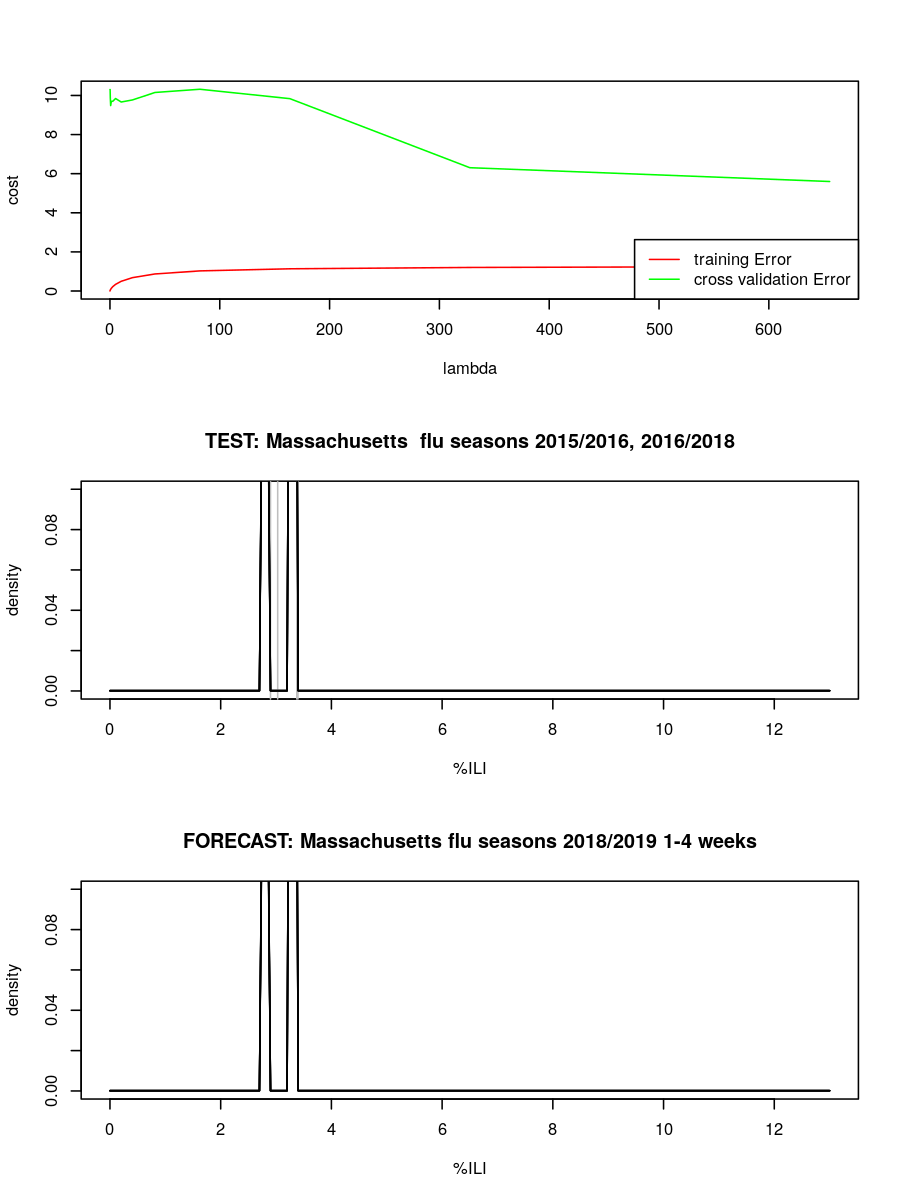 10
8
6
4
2
0
cost
training Error
cross validation Error
0 100 200 300 400 500 600
lambda
TEST: Massachusetts  flu seasons 2015/2016, 2016/2018
0.08
0.04
0.00
density
0 2 4 6 8 10 12
%ILI
FORECAST: Massachusetts flu seasons 2018/2019 1-4 weeks
0.08
0.04
0.00
density
0 2 4 6 8 10 12
%ILI